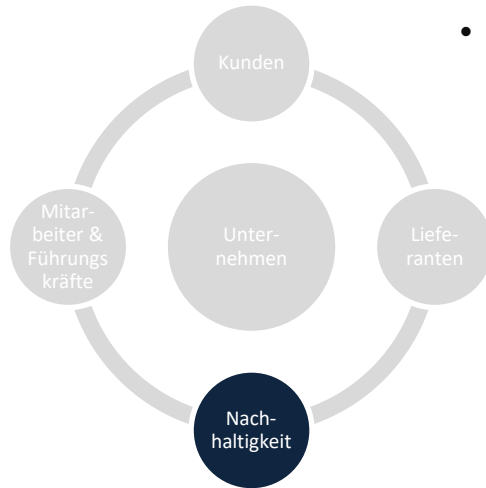 Kunden
•
Mitar-
beiter &
Führungs
kräfte
Unter-
nehmen
Liefe-
ranten
Nach-
haltigkeit